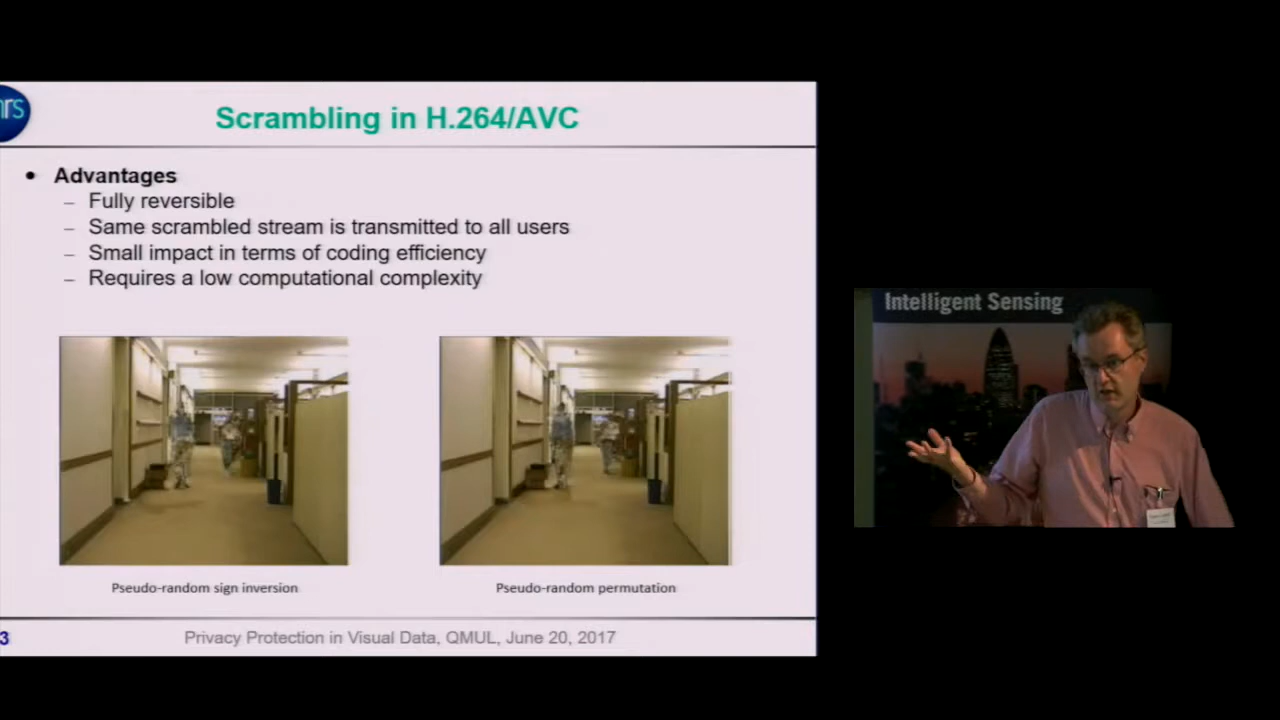 nrs
Scrambling in H.264/AVC
• Advantages
– Fully reversible
– Same scrambled stream is transmitted to all users
– Small impact in terms of coding efficiency
– Requires a low computational complexity
Pseudo-random sign inversion
Pseudo-random permutation
3
Privacy Protection in Visual Data, QMUL, June 20, 2017
Intelligent Sensing